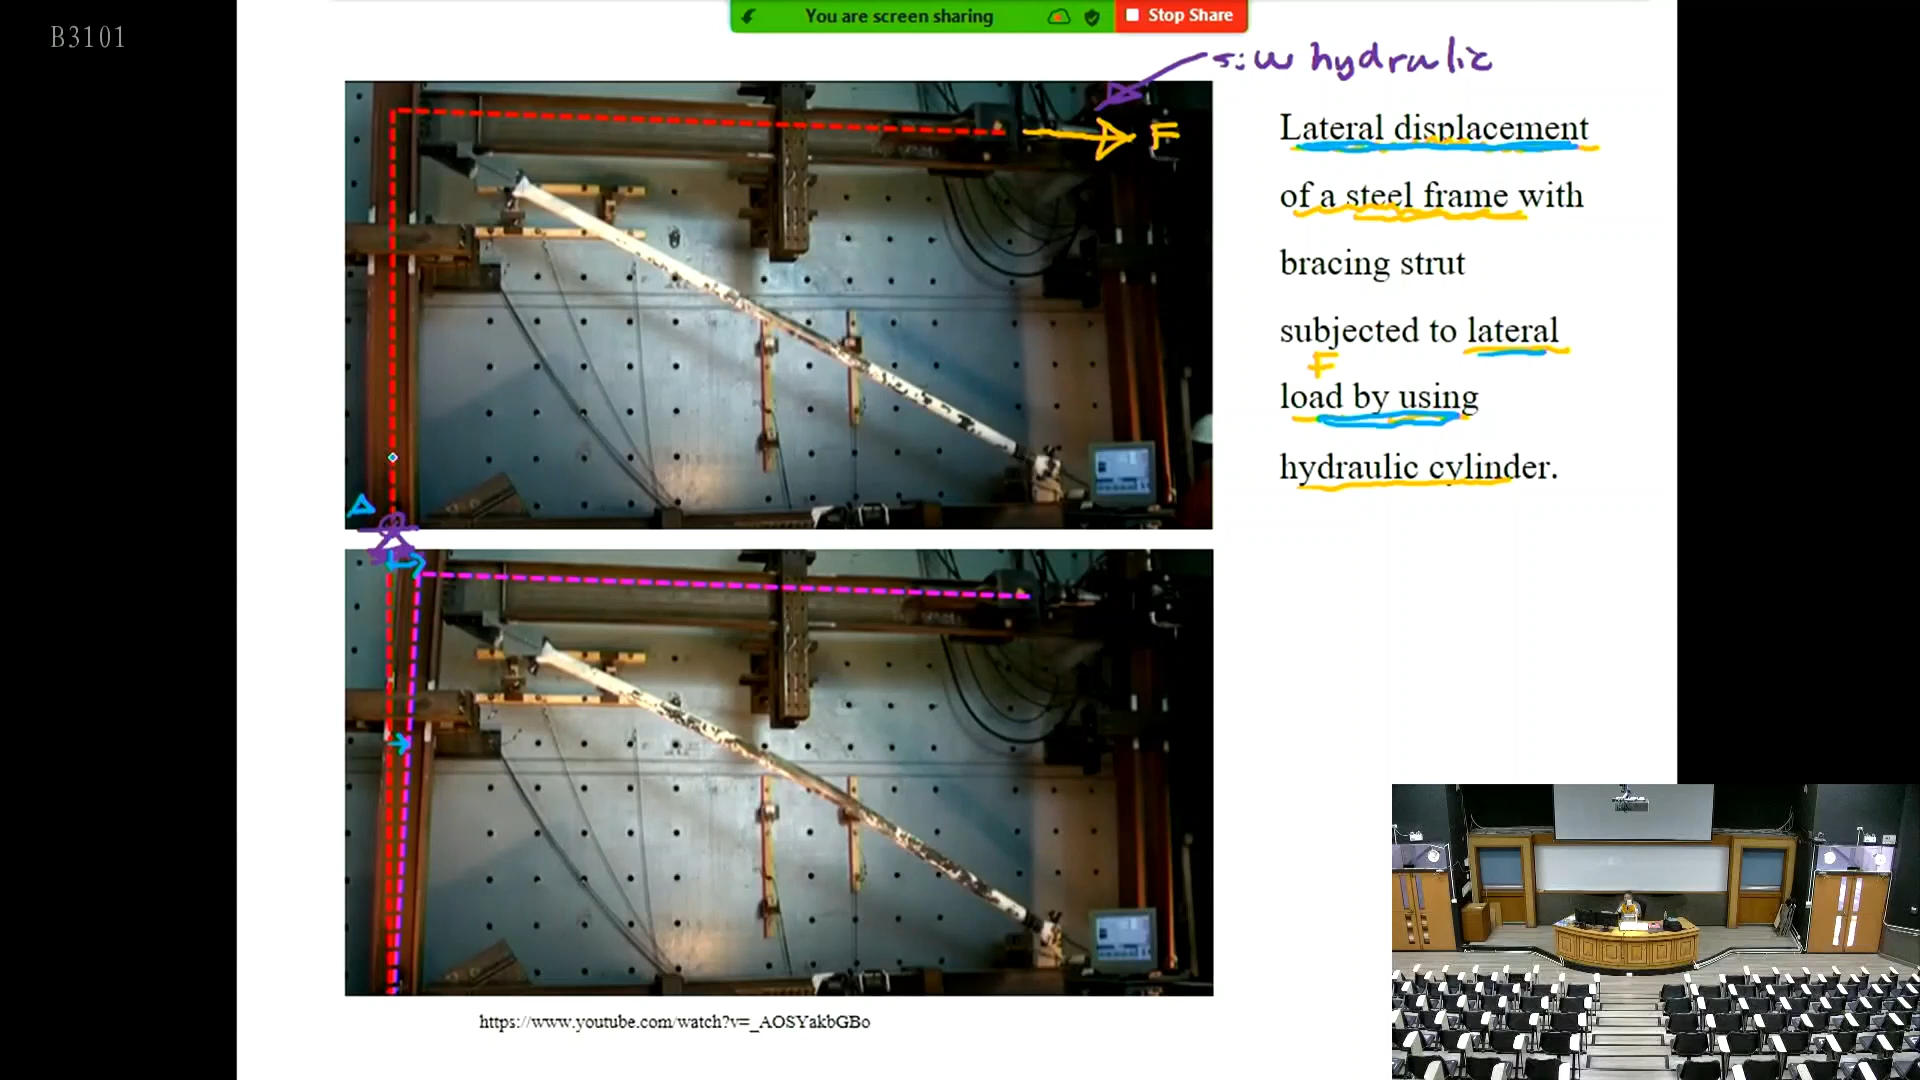 B3101
You are screen sharing
Stop Share
hydraulic
F
Lateral displacement
of a steel frame with
bracing strut
subjected to lateral
F
load by using
hydraulic cylinder.
Δ
https://www.youtube.com/watch?v=_AOSYakbGBo